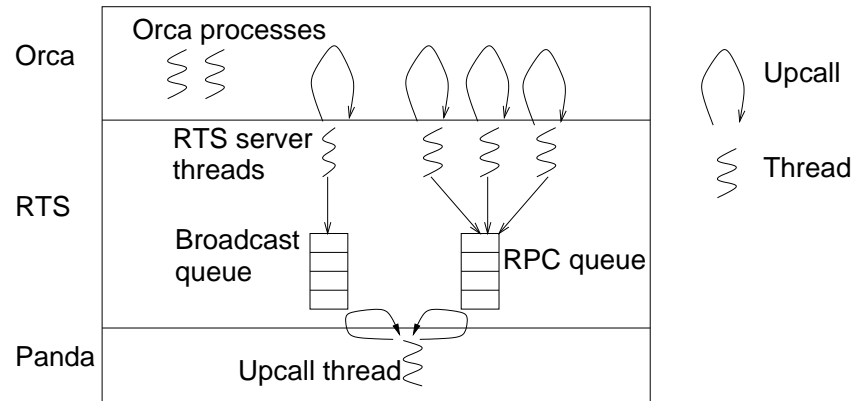 Orca processes
Orca
Upcall
RTS server
threads
Thread
RTS
Broadcast
queue
RPC queue
Panda
Upcall thread